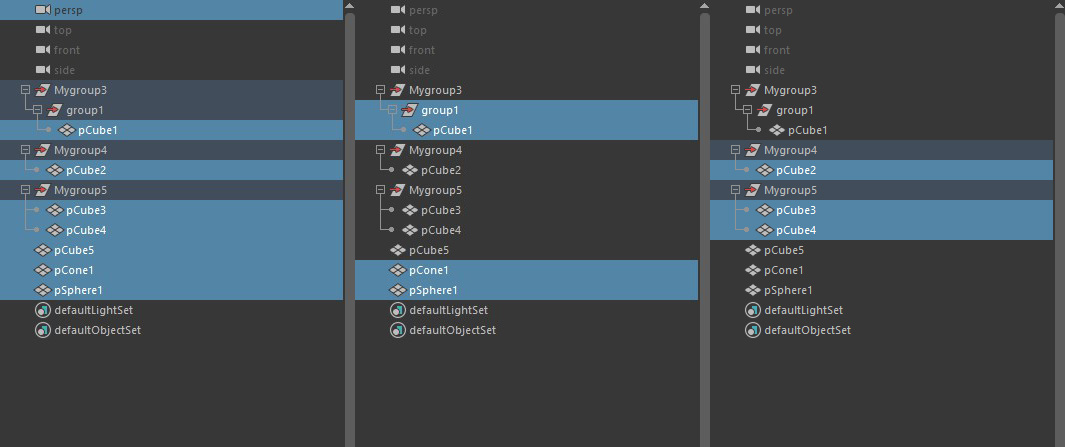 persp
top
front
side
Mygroup3
group1
pCube1
Mygroup4
pCube2
Mygroup5
pCube3
pCube4
pCube5
pCone1
pSphere1
defaultLightSet
defaultObjectSet
persp
top
front
side
Mygroup3
group1
pCube1
Mygroup4
pCube2
Mygroup5
pCube3
pCube4
pCube5
pCone1
pSphere1
defaultLightSet
defaultObjectSet
persp
top
front
side
Mygroup3
group1
pCube1
Mygroup4
pCube2
Mygroup5
pCube3
pCube4
pCube5
pCone1
pSphere1
defaultLightSet
defaultObjectSet